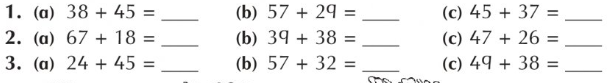 1. (a) 38 + 45 = ____ (b) 57 + 29 = ____ (c) 45 + 37 = ____
2. (a) 67 + 18 = ____ (b) 39 + 38 = ____ (c) 47 + 26 = ____
3. (a) 24 + 45 = ____ (b) 57 + 32 = ____ (c) 49 + 38 = ____